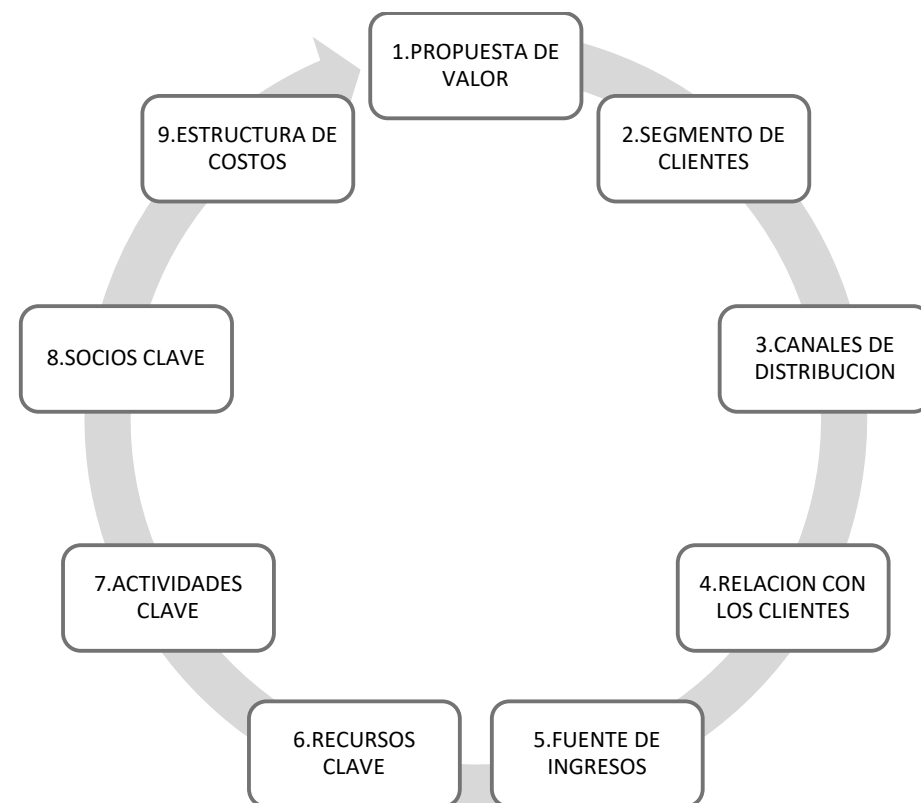 1.PROPUESTA DE
VALOR
2.SEGMENTO DE
CLIENTES
3.CANALES DE
DISTRIBUCION
4.RELACION CON
LOS CLIENTES
5.FUENTE DE
INGRESOS
6.RECURSOS
CLAVE
7.ACTIVIDADES
CLAVE
8.SOCIOS CLAVE
9.ESTRUCTURA DE
COSTOS